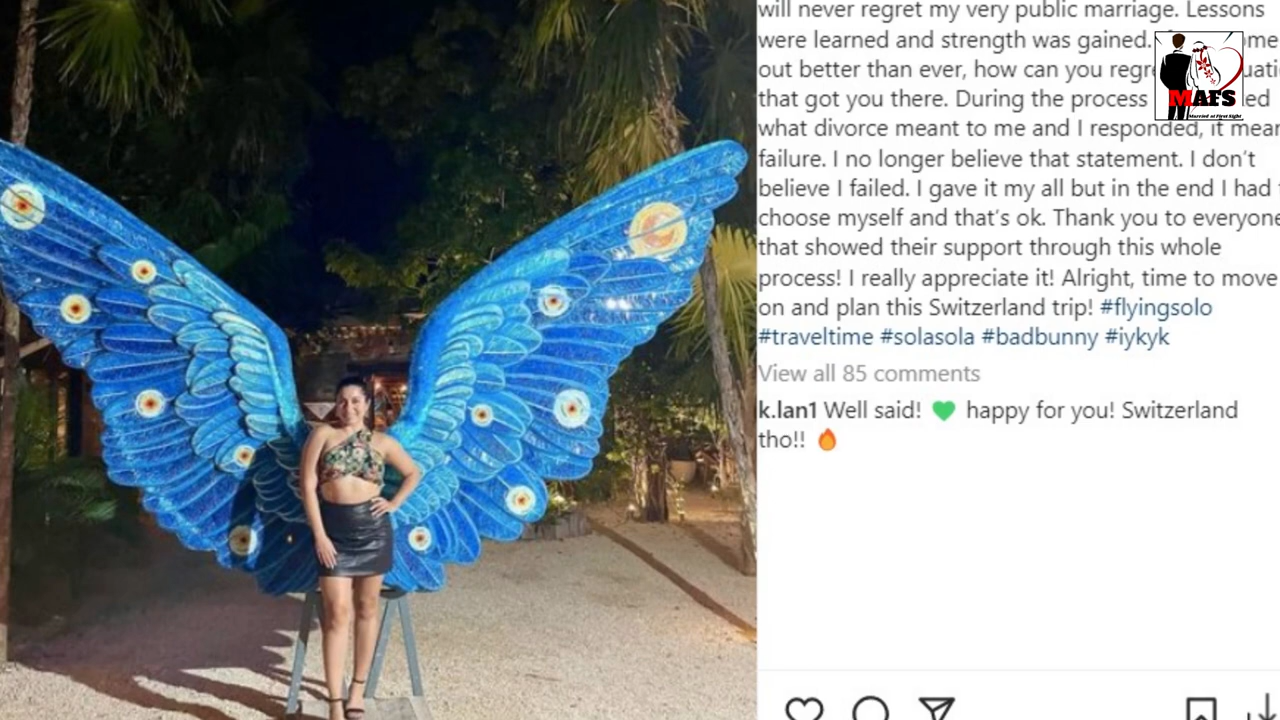 will never regret my very public marriage. Lessons
were learned and strength was gained.
out better than ever, how can you
that got you there. During the process
what divorce meant to me and I responded, it
failure. I no longer believe that statement. I don't
believe I failed. I gave it my all but in the end I had
choose myself and that's ok. Thank you to everyone
that showed their support through this whole
process! I really appreciate it! Alright, time to move
on and plan this Switzerland trip! #flyingsolo
#traveltime #solasola #badbunny #iykyk
View all 85 comments
k.lan1 Well said! 💚 happy for you! Switzerland
tho!! 🔥
MAFS
Married at First Sight